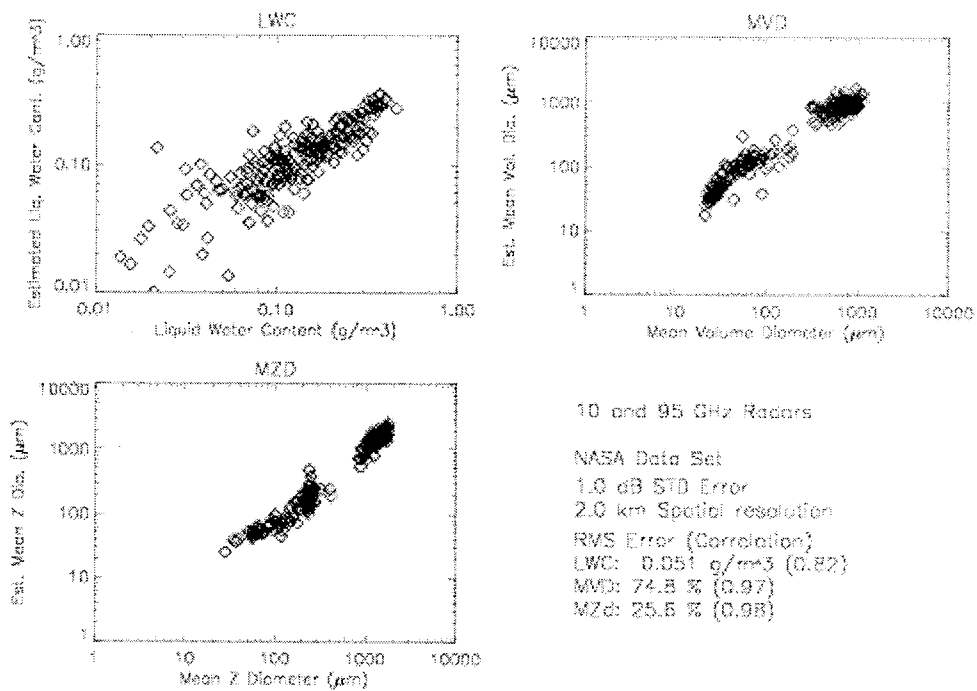 LWC
Estimated Liq. Water Cont. (g/m^3)
1.00
0.10
0.01
0.01 0.10 1.00
Liquid Water Content (g/m^3)
MVD
Est. Mean Vol. Dia. (μm)
10000
1000
100
10
1
1 10 100 1000 10000
Mean Volume Diameter (μm)
MZD
Est. Mean Z Dia. (μm)
10000
1000
100
10
1
1 10 100 1000 10000
Mean Z Diameter (μm)
10 and 95 GHz Radars
NASA Data Set
1.0 dB STD Error
2.0 km Spatial resolution
RMS Error (Correlation)
LWC: 0.051 g/m^3 (0.82)
MVD: 74.8 % (0.97)
MZd: 25.6 % (0.98)